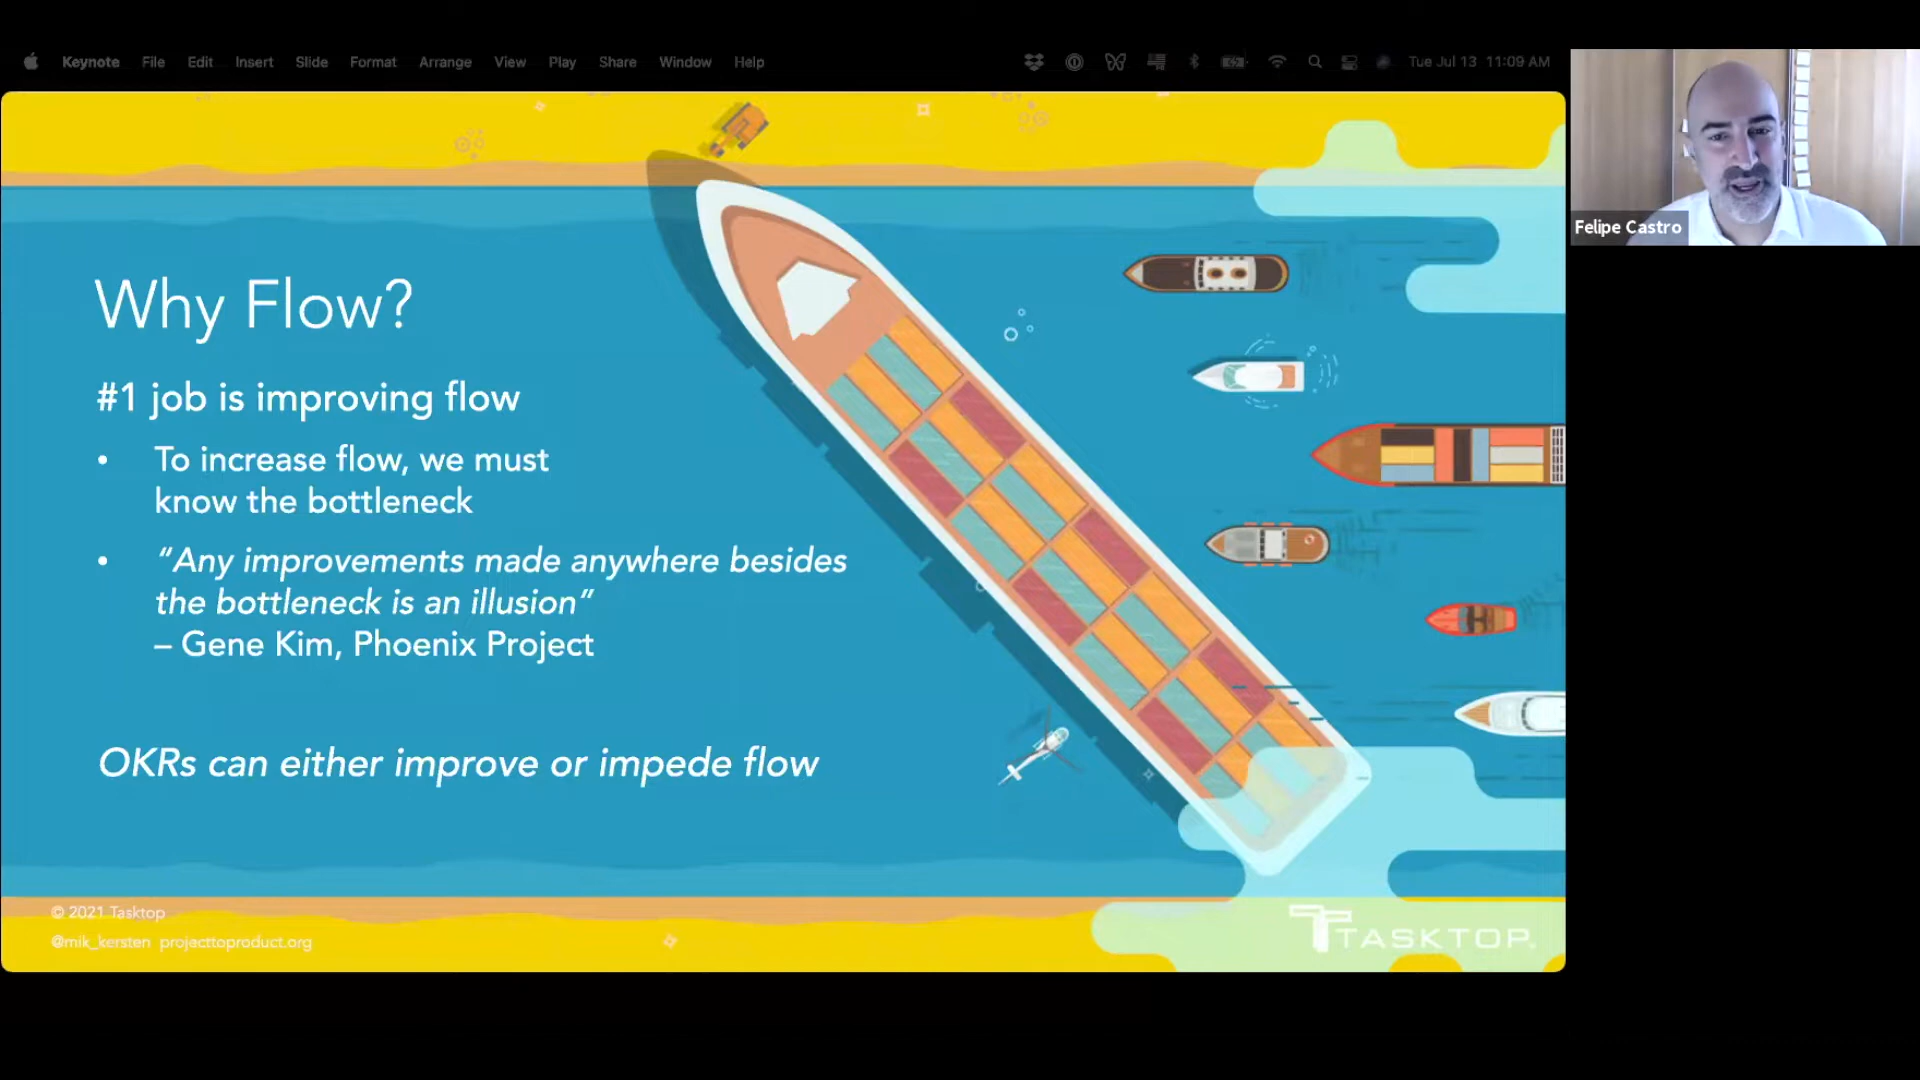 Keynote File Edit Insert Slide Format Arrange View Play Share Window Help
Tue Jul 13 11:09 AM
Felipe Castro
Why Flow?
#1 job is improving flow
• To increase flow, we must
know the bottleneck
• “Any improvements made anywhere besides
the bottleneck is an illusion”
– Gene Kim, Phoenix Project
OKRs can either improve or impede flow
© 2021 Tasktop
@mik_kersten projecttoproduct.org
TASKTOP